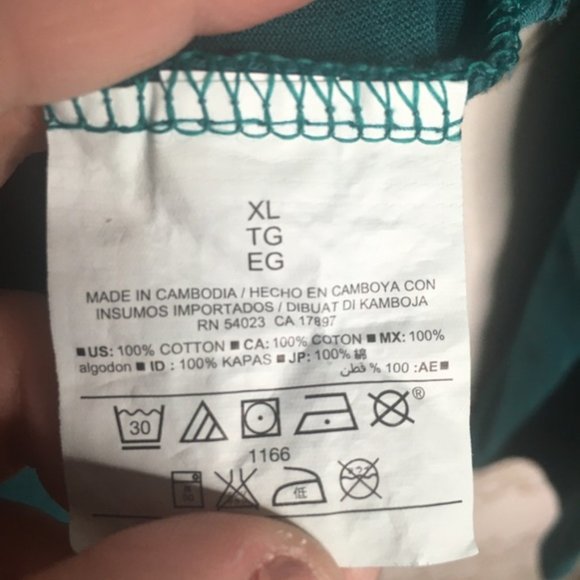 XL
TG
EG
MADE IN CAMBODIA / HECHO EN CAMBOYA CON
INSUMOS IMPORTADOS / DIBUAT DI KAMBOJA
RN 54023 CA 17897
■ US: 100% COTTON ■ CA: 100% COTON ■ MX: 100%
algodon ■ ID : 100% KAPAS ■ JP: 100% 綿 ■AE: 100 % قطن
30 ®
1166
低